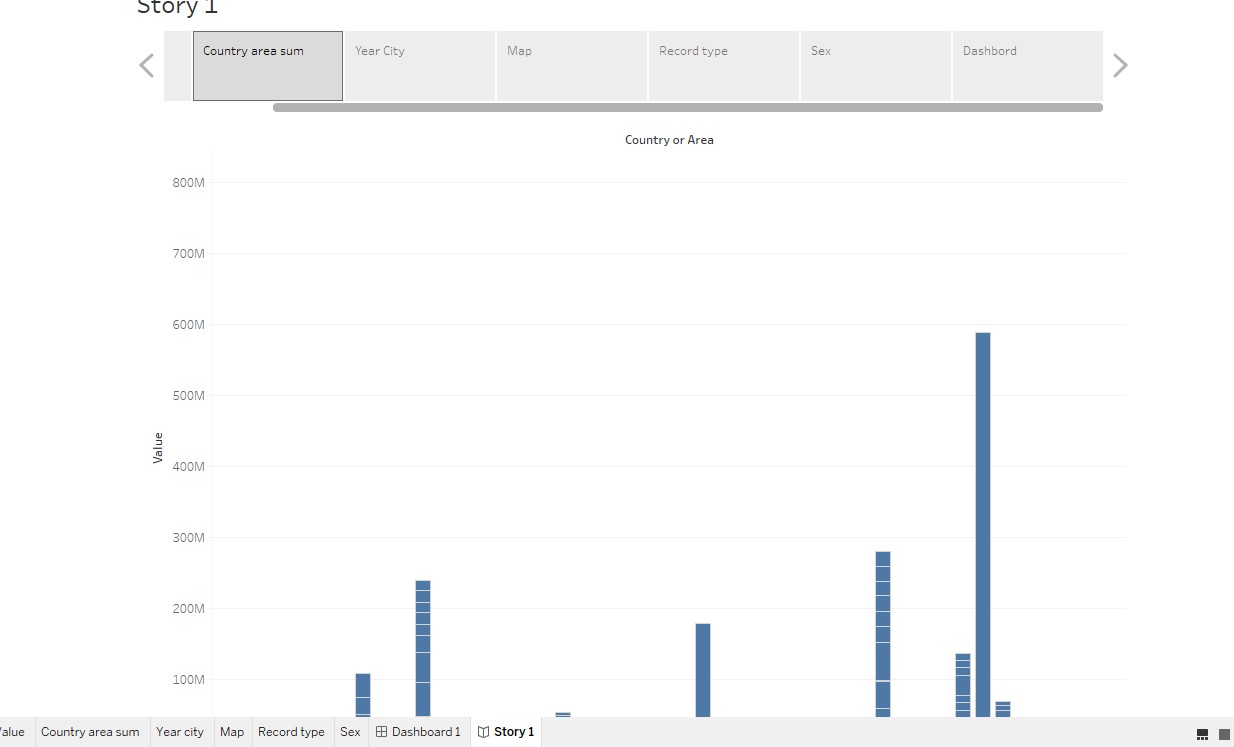 Story 1
Country area sum
Year City
Map
Record type
Sex
Dashbord
Country or Area
800M
700M
600M
500M
400M
300M
200M
100M
Value
alue
Country area sum
Year city
Map
Record type
Sex
Dashboard 1
Story 1